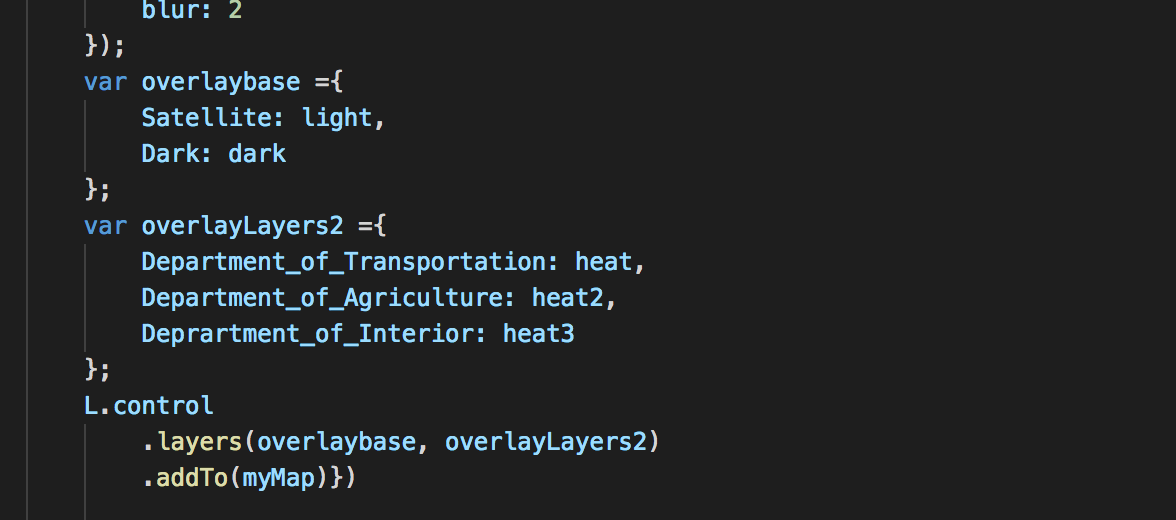 blur: 2
});
var overlaybase ={
Satellite: light,
Dark: dark
};
var overlayLayers2 ={
Department_of_Transportation: heat,
Department_of_Agriculture: heat2,
Deprartment_of_Interior: heat3
};
L.control
.layers(overlaybase, overlayLayers2)
.addTo(myMap)})